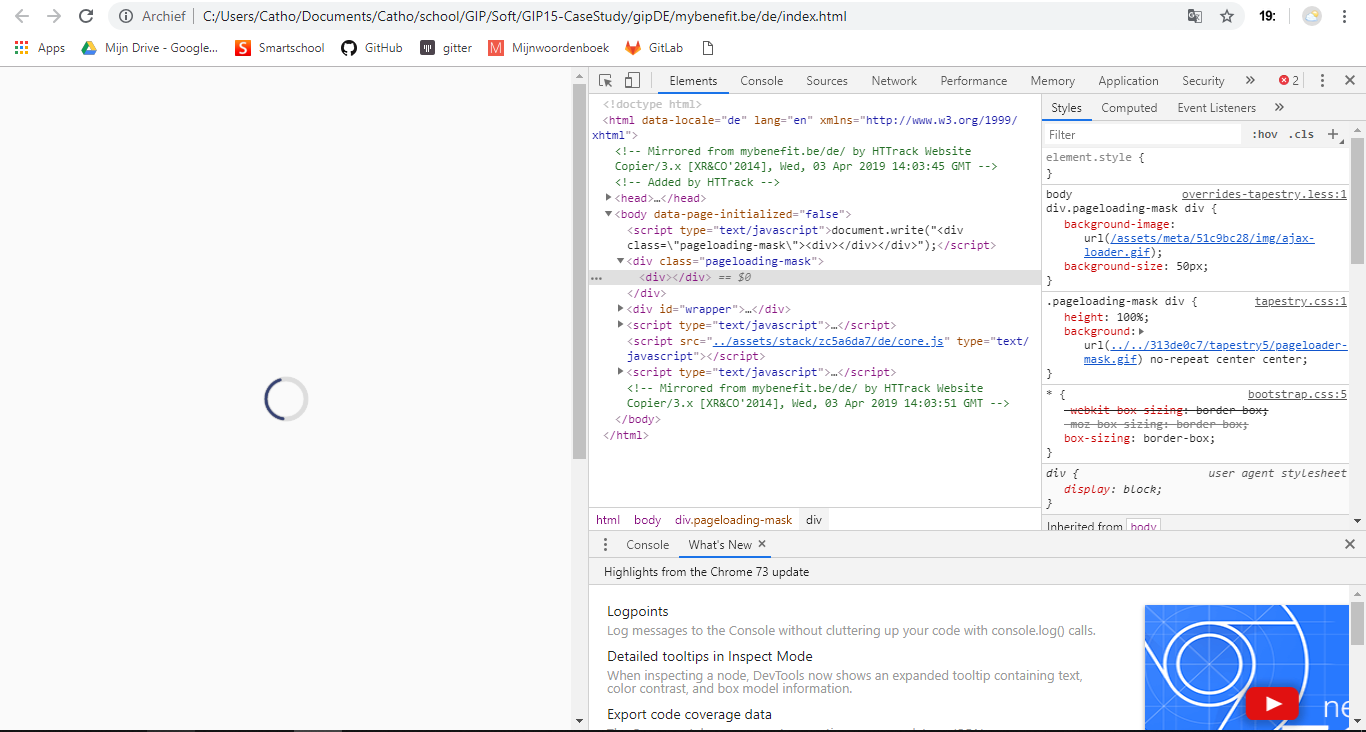 Archief C:/Users/Catho/Documents/Catho/school/GIP/Soft/GIP15-CaseStudy/gipDE/mybenefit.be/de/index.html 19:
Apps Mijn Drive - Google... S Smartschool GitHub gitter M Mijnwoordenboek GitLab
Elements Console Sources Network Performance Memory Application Security » 2
<!doctype html>
<html data-locale="de" lang="en" xmlns="http://www.w3.org/1999/
xhtml">
<!-- Mirrored from mybenefit.be/de/ by HTTrack Website
Copier/3.x [XR&CO'2014], Wed, 03 Apr 2019 14:03:45 GMT -->
<!-- Added by HTTrack -->
<head>…</head>
<body data-page-initialized="false">
<script type="text/javascript">document.write("<div
class=\"pageloading-mask\"><div></div></div>");</script>
<div class="pageloading-mask">
... <div></div> == $0
</div>
<div id="wrapper">…</div>
<script type="text/javascript">…</script>
<script src="../assets/stack/zc5a6da7/de/core.js" type="text/
javascript"></script>
<script type="text/javascript">…</script>
<!-- Mirrored from mybenefit.be/de/ by HTTrack Website
Copier/3.x [XR&CO'2014], Wed, 03 Apr 2019 14:03:51 GMT -->
</body>
</html>
html body div.pageloading-mask div
Styles Computed Event Listeners »
Filter :hov .cls +
element.style {
}
body overrides-tapestry.less:1
div.pageloading-mask div {
background-image:
url(/assets/meta/51c9bc28/img/ajax-
loader.gif);
background-size: 50px;
}
.pageloading-mask div { tapestry.css:1
height: 100%;
background:
url(../../313de0c7/tapestry5/pageloader-
mask.gif) no-repeat center center;
}
* { bootstrap.css:5
-webkit-box-sizing: border-box;
-moz-box-sizing: border-box;
box-sizing: border-box;
}
div { user agent stylesheet
display: block;
}
Inherited from body
Console What's New
Highlights from the Chrome 73 update
Logpoints
Log messages to the Console without cluttering up your code with console.log() calls.
Detailed tooltips in Inspect Mode
When inspecting a node, DevTools now shows an expanded tooltip containing text,
color contrast, and box model information.
Export code coverage data
ne